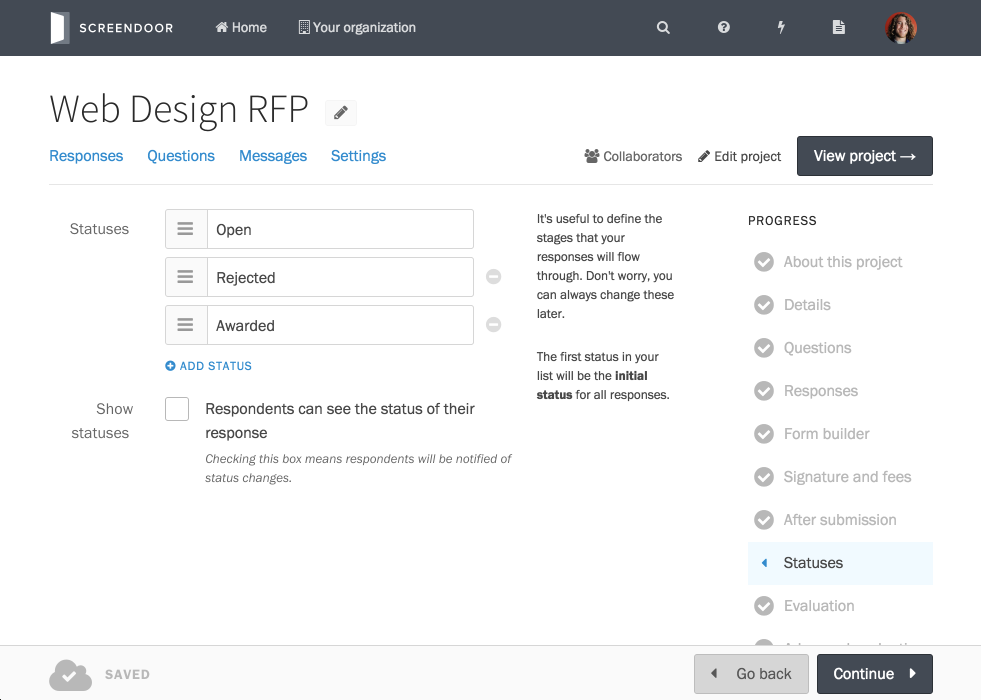 SCREENDOOR
Home
Your organization
Web Design RFP
Responses Questions Messages Settings
Collaborators
Edit project
View project →
Statuses
Open
Rejected
Awarded
ADD STATUS
Show
statuses
Respondents can see the status of their
response
Checking this box means respondents will be notified of
status changes.
It's useful to define the
stages that your
responses will flow
through. Don't worry, you
can always change these
later.
The first status in your
list will be the initial
status for all responses.
PROGRESS
About this project
Details
Questions
Responses
Form builder
Signature and fees
After submission
Statuses
Evaluation
SAVED
Go back
Continue